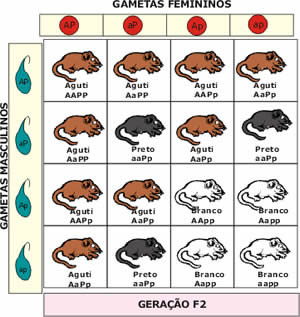 GAMETAS FEMININOS
AP aP Ap ap
GAMETAS MASCULINOS
AP
Aguti Aguti Aguti Aguti
AAPP AaPP AAPp AaPp
aP
Aguti Preto Aguti Preto
AaPP aaPp AaPp aaPp
Ap
Aguti Aguti Branco Branco
AAPp AaPp AApp Aapp
ap
Aguti Preto Branco Branco
AaPp aaPp Aapp aapp
GERAÇÃO F2